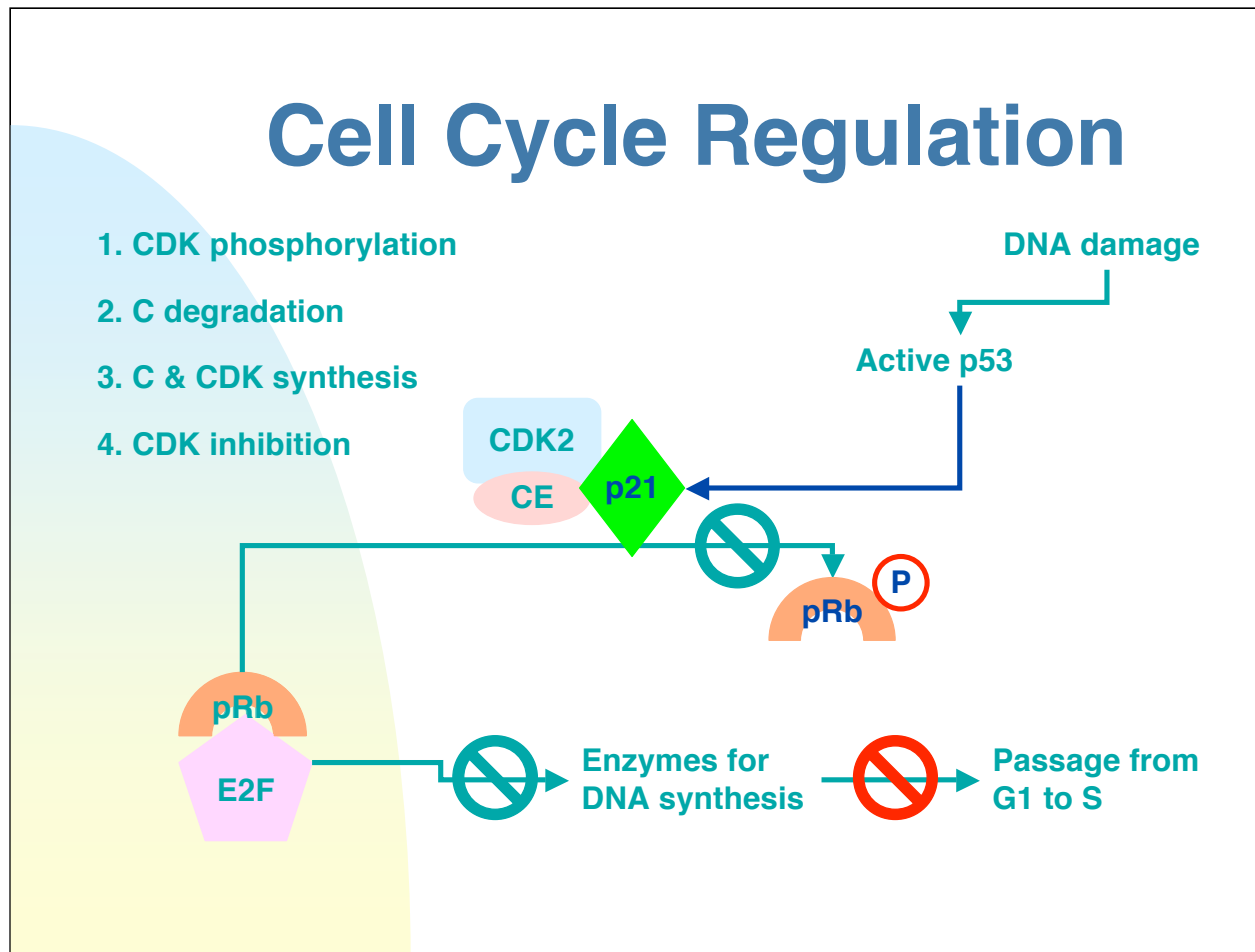 Cell Cycle Regulation
1. CDK phosphorylation
2. C degradation
3. C & CDK synthesis
4. CDK inhibition
DNA damage
Active p53
CDK2
CE
p21
P
pRb
pRb
E2F
Enzymes for
DNA synthesis
Passage from
G1 to S